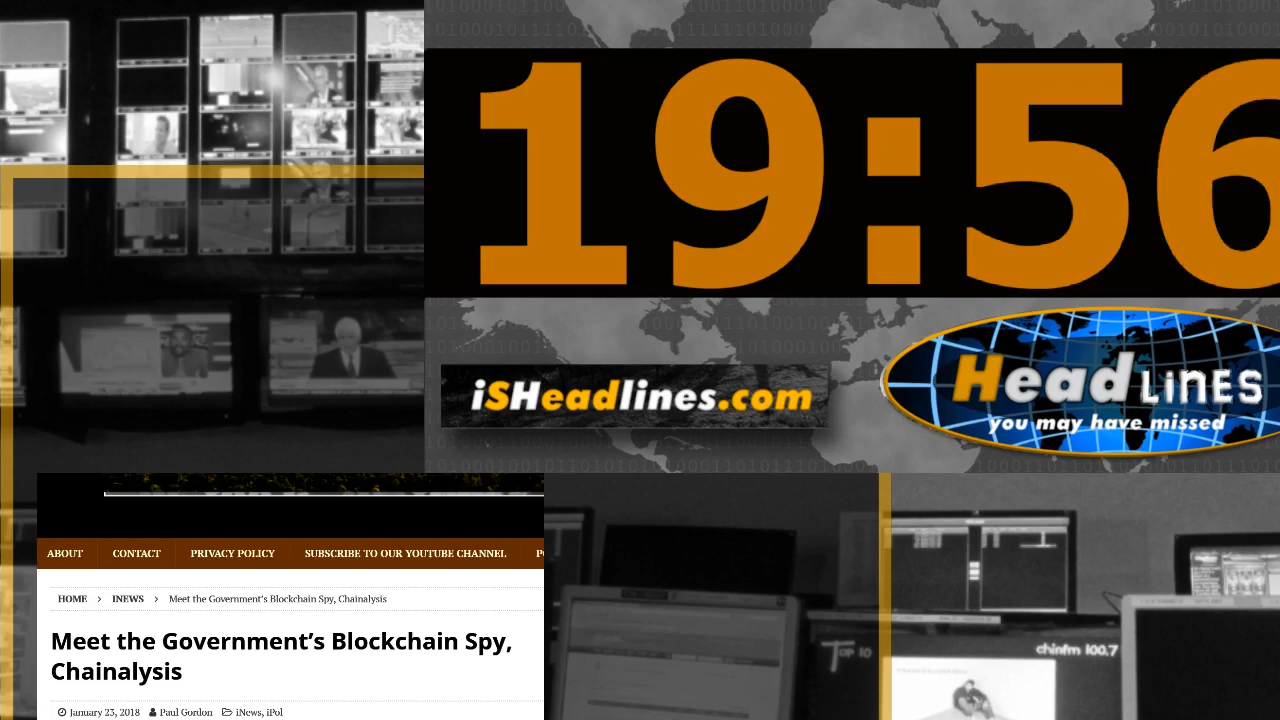 19:56
iSHeadlines.com
HeadLINES
you may have missed
ABOUT CONTACT PRIVACY POLICY SUBSCRIBE TO OUR YOUTUBE CHANNEL
HOME > INEWS > Meet the Government's Blockchain Spy, Chainalysis
Meet the Government's Blockchain Spy,
Chainalysis
January 23, 2018 Paul Gordon iNews, iPol
Top 10
chinfm 100.7